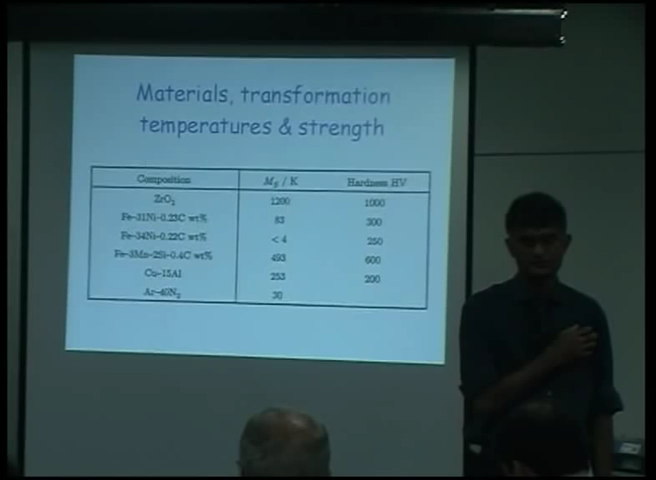 Materials, transformation
temperatures & strength
Composition M_S / K Hardness HV
ZrO₂ 1200 1000
Fe-31Ni-0.23C wt% 83 300
Fe-34Ni-0.22C wt% < 4 250
Fe-3Mn-2Si-0.4C wt% 493 600
Cu-15Al 253 200
Ar-40N₂ 30